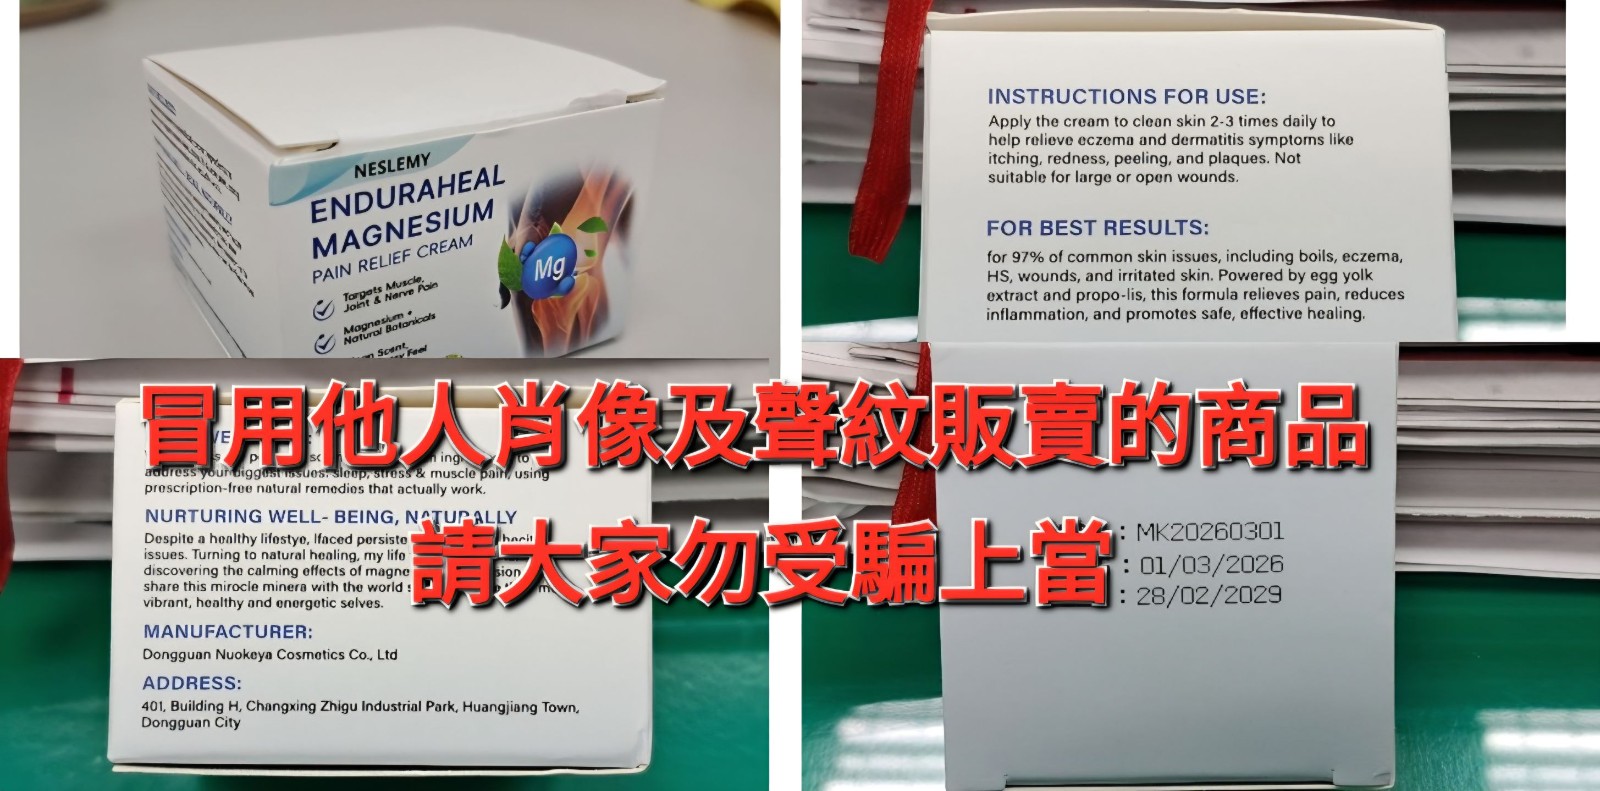 NESLEMY
ENDURAHEAL
MAGNESIUM
PAIN RELIEF CREAM
Targets Muscle,
Joint & Nerve Pain
Magnesium +
Natural Botanicals
Scent,
Feel
Mg
INSTRUCTIONS FOR USE:
Apply the cream to clean skin 2-3 times daily to
help relieve eczema and dermatitis symptoms like
itching, redness, peeling, and plaques. Not
suitable for large or open wounds.
FOR BEST RESULTS:
for 97% of common skin issues, including boils, eczema,
HS, wounds, and irritated skin. Powered by egg yolk
extract and propo-lis, this formula relieves pain, reduces
inflammation, and promotes safe, effective healing.
冒用他人肖像及聲紋販賣的商品
請大家勿受騙上當
address your biggest issues: sleep, stress & muscle pain, using
prescription-free natural remedies that actually work.
NURTURING WELL- BEING, NATURALLY
Despite a healthy lifestye, Ifaced
issues. Turning to natural healing, my life
discovering the calming effects of
share this mirocle minera with the world
vibrant, healthy and energetic selves.
MANUFACTURER:
Dongguan Nuokeya Cosmetics Co., Ltd
ADDRESS:
401, Building H, Changxing Zhigu Industrial Park, Huangjiang Town,
Dongguan City
: MK20260301
: 01/03/2026
: 28/02/2029